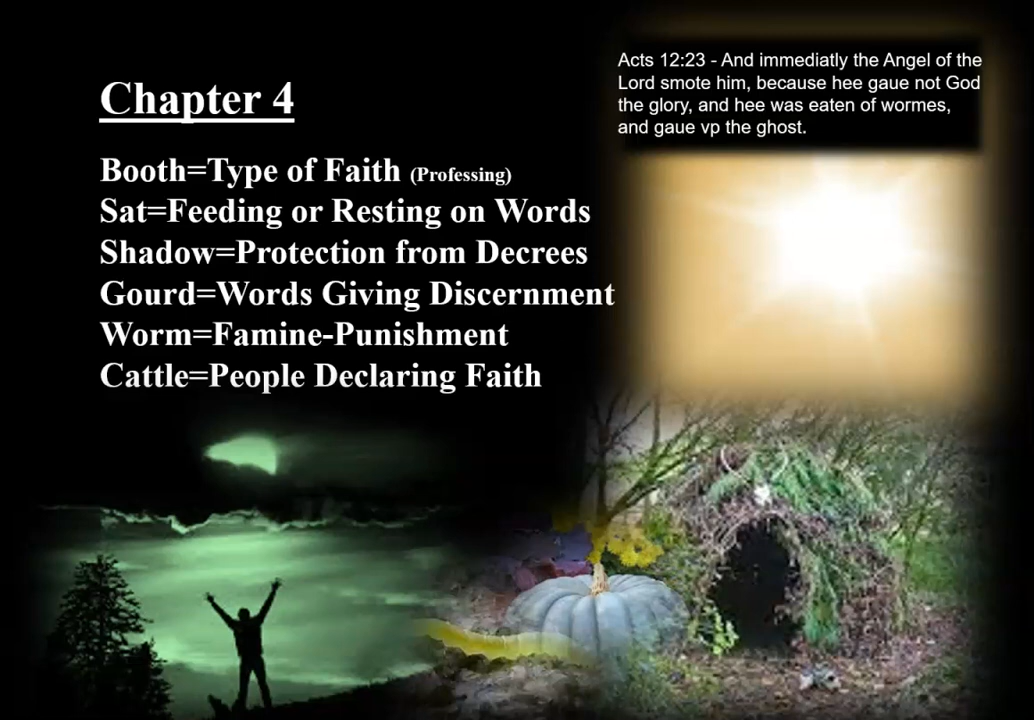 Chapter 4
Booth=Type of Faith (Professing)
Sat=Feeding or Resting on Words
Shadow=Protection from Decrees
Gourd=Words Giving Discernment
Worm=Famine-Punishment
Cattle=People Declaring Faith
Acts 12:23 - And immediatly the Angel of the
Lord smote him, because hee gaue not God
the glory, and hee was eaten of wormes,
and gaue vp the ghost.